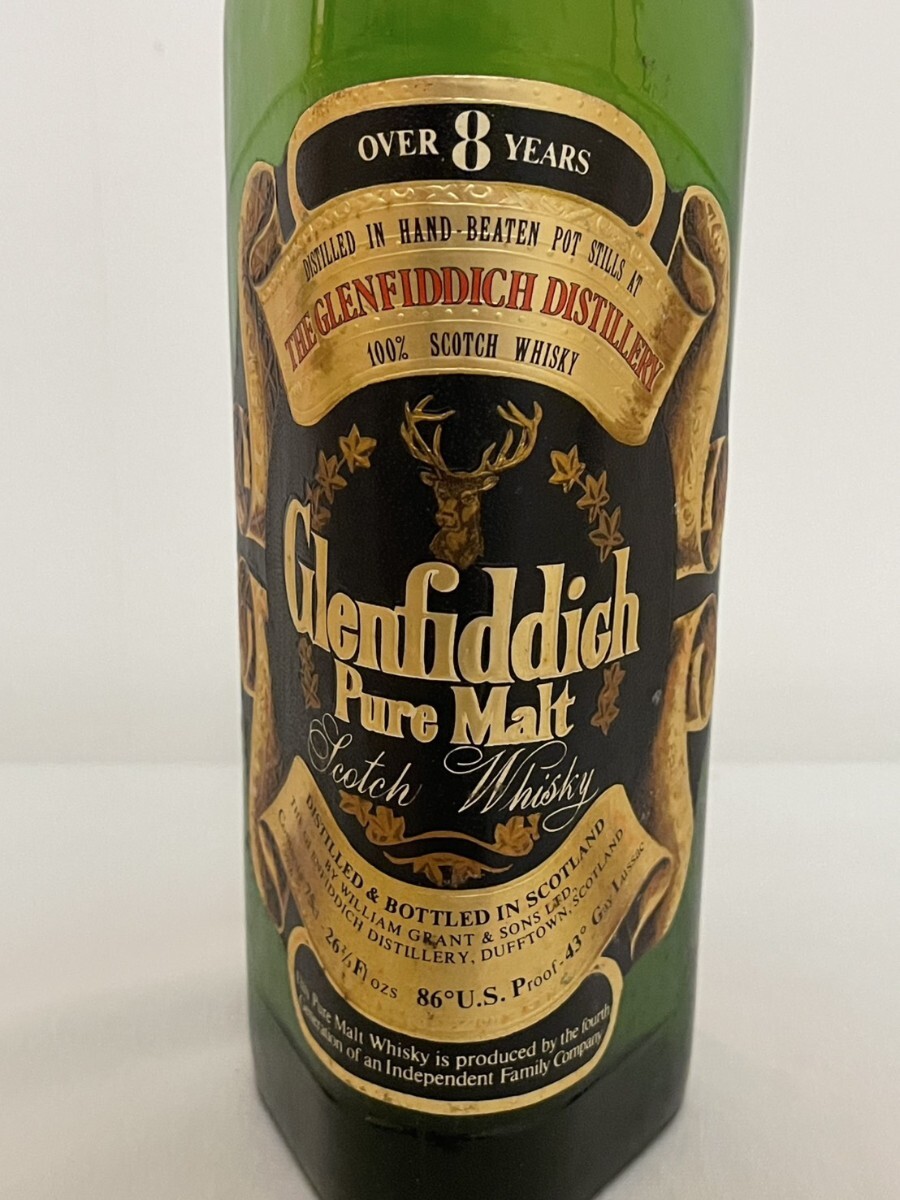 OVER 8 YEARS
DISTILLED IN HAND-BEATEN POT STILLS AT
THE GLENFIDDICH DISTILLERY
100% SCOTCH WHISKY
Glenfiddich
Pure Malt
Scotch Whisky
DISTILLED & BOTTLED IN SCOTLAND
BY WILLIAM GRANT & SONS LTD.
THE GLENFIDDICH DISTILLERY, DUFFTOWN, SCOTLAND
26⅔ Fl ozs 86° U.S. Proof-43° Gay Lussac
This Pure Malt Whisky is produced by the fourth
Generation of an Independent Family Company